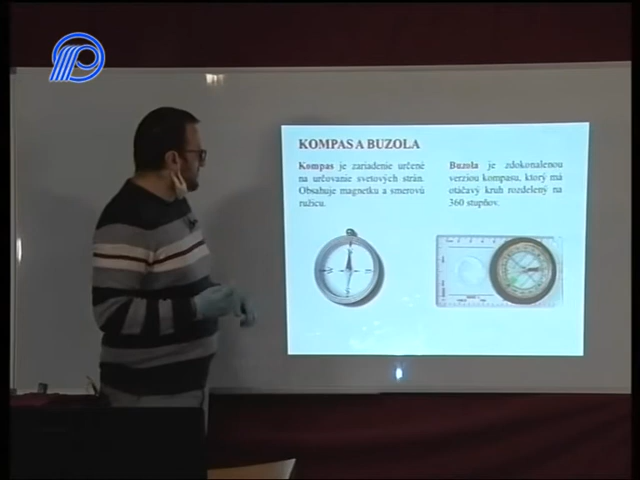 KOMPAS A BUZOLA
Kompas je zariadenie určené
na určovanie svetových strán.
Obsahuje magnetku a smerovú
ružicu.
Buzola je zdokonalenou
verziou kompasu, ktorý má
otáčavý kruh rozdelený na
360 stupňov.